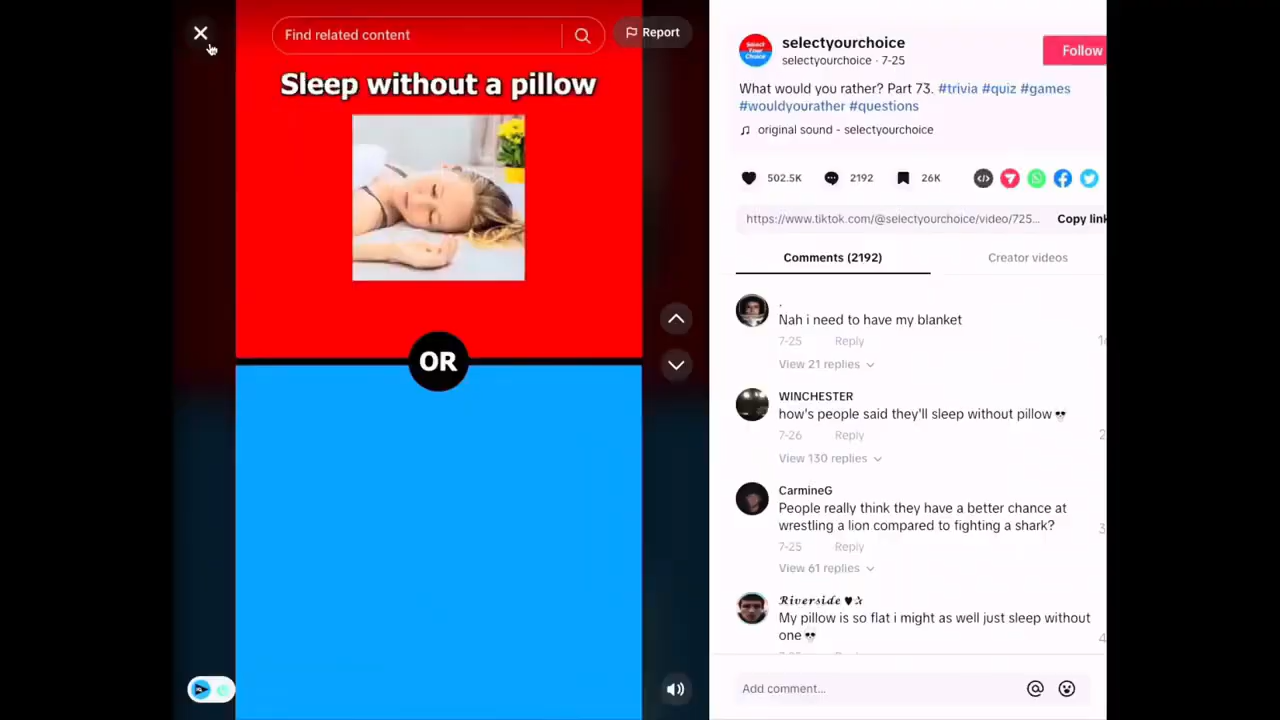 Find related content
Report
Sleep without a pillow
OR
Select
Your
Choice
selectyourchoice
selectyourchoice · 7-25
Follow
What would you rather? Part 73. #trivia #quiz #games
#wouldyourather #questions
original sound - selectyourchoice
502.5K
2192
26K
https://www.tiktok.com/@selectyourchoice/video/725...
Copy link
Comments (2192)
Creator videos
.
Nah i need to have my blanket
7-25 Reply
View 21 replies
WINCHESTER
how's people said they'll sleep without pillow💀
7-26 Reply
View 130 replies
CarmineG
People really think they have a better chance at
wrestling a lion compared to fighting a shark?
7-25 Reply
View 61 replies
𝓡𝓲𝓿𝓮𝓻𝓼𝓲𝓭𝓮 ♥✰
My pillow is so flat i might as well just sleep without
one💀
Add comment...